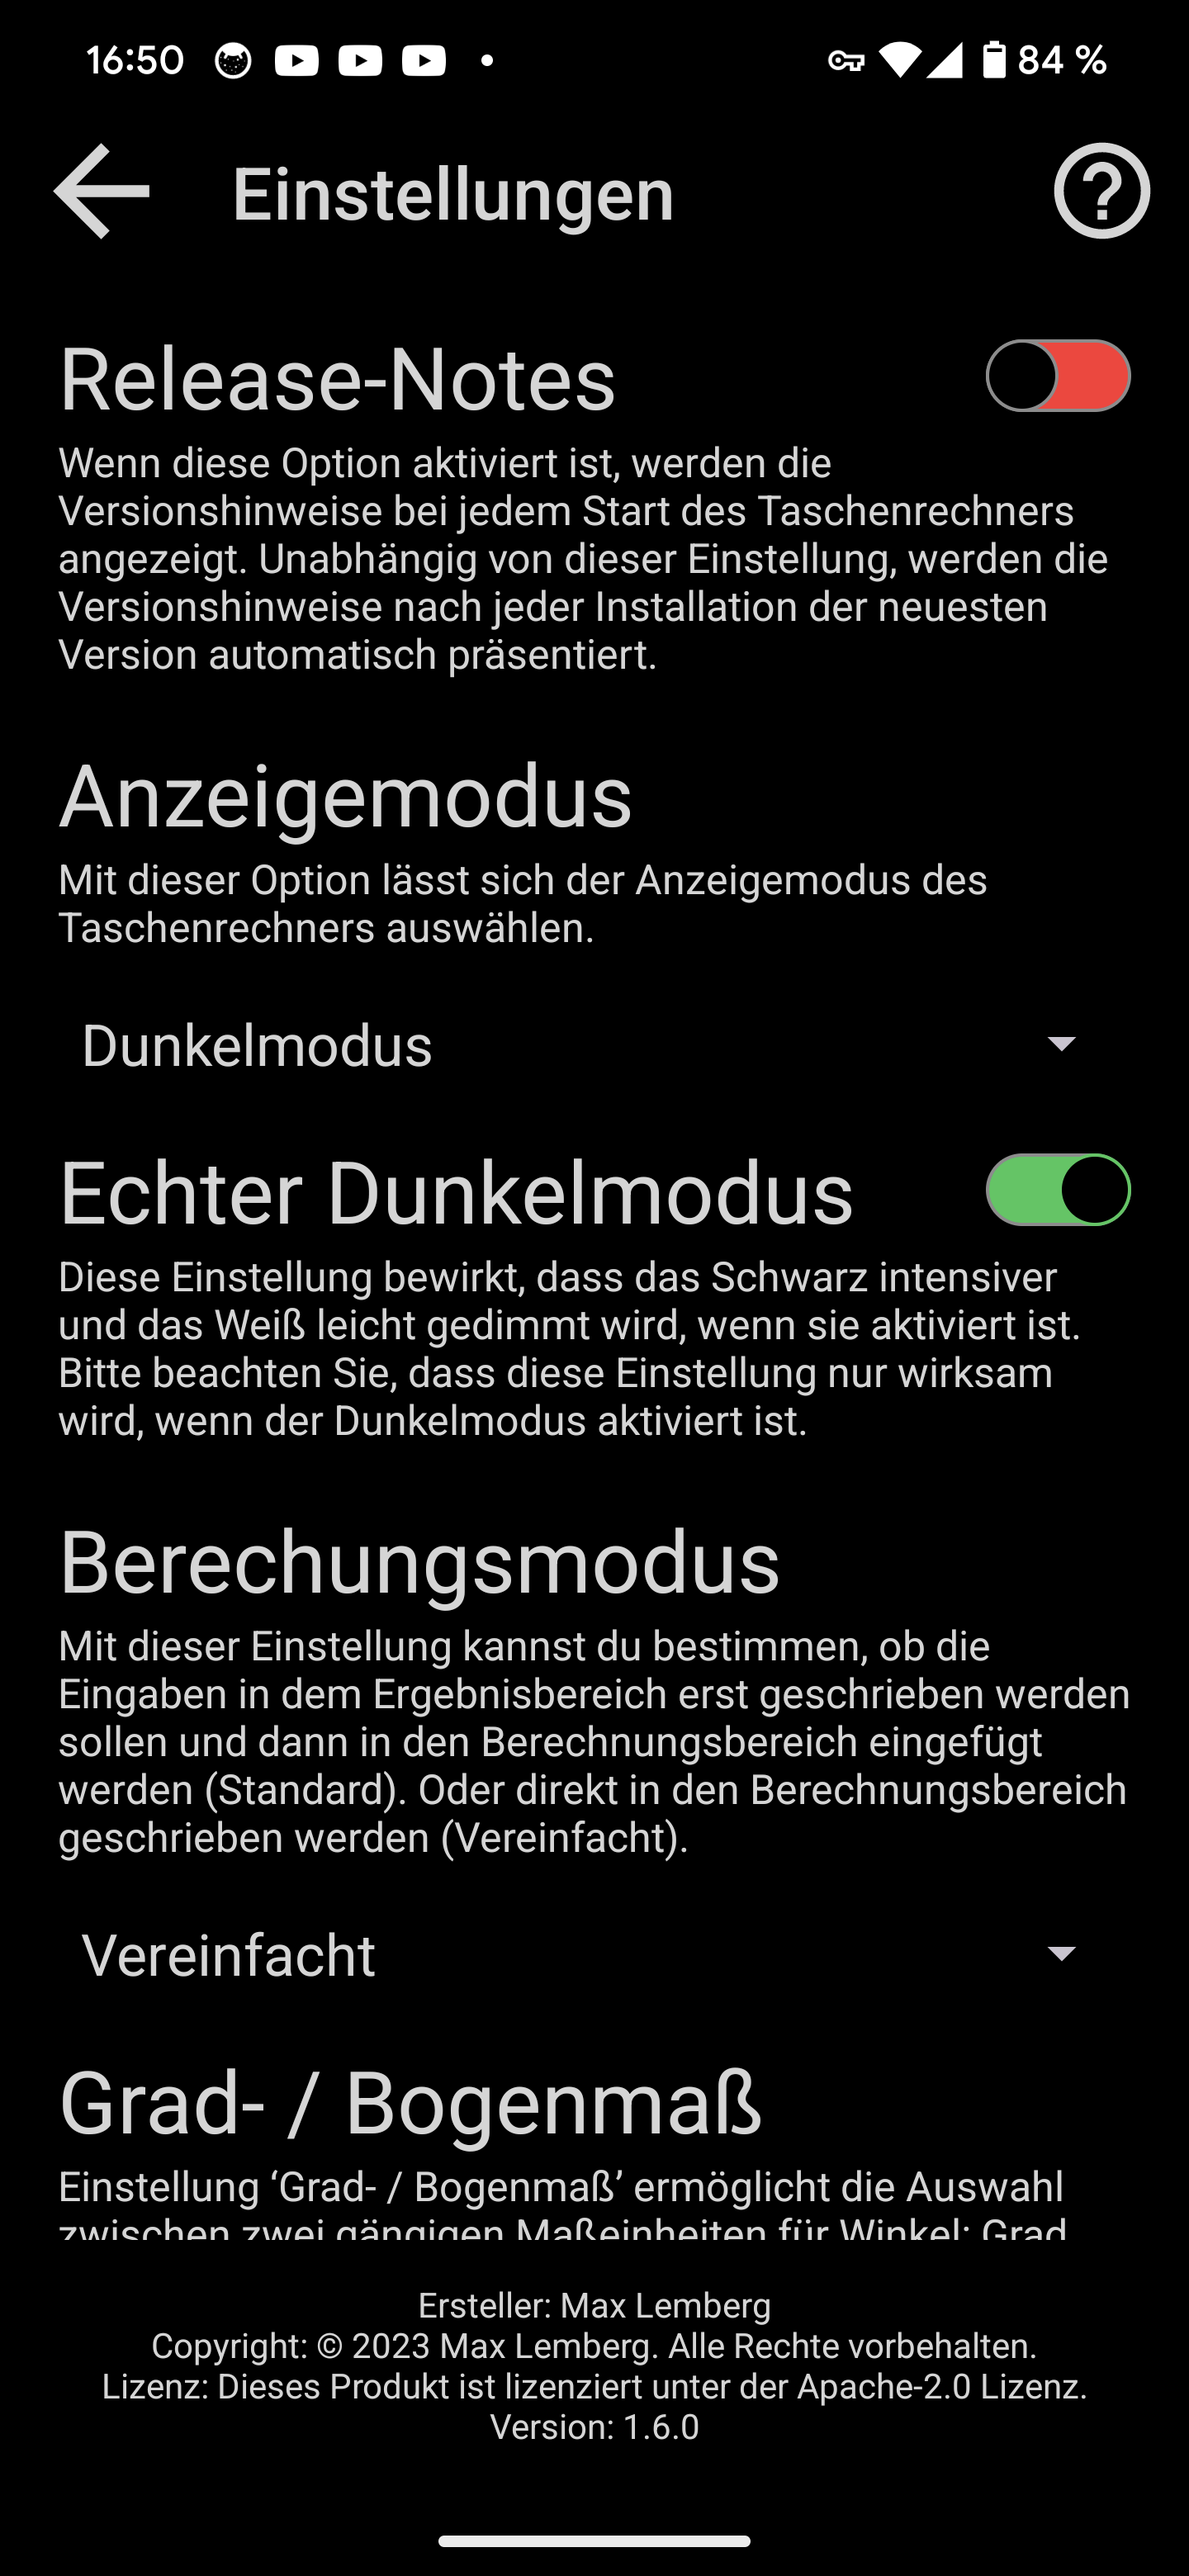 16:50
84 %
Einstellungen
Release-Notes
Wenn diese Option aktiviert ist, werden die
Versionshinweise bei jedem Start des Taschenrechners
angezeigt. Unabhängig von dieser Einstellung, werden die
Versionshinweise nach jeder Installation der neuesten
Version automatisch präsentiert.
Anzeigemodus
Mit dieser Option lässt sich der Anzeigemodus des
Taschenrechners auswählen.
Dunkelmodus
Echter Dunkelmodus
Diese Einstellung bewirkt, dass das Schwarz intensiver
und das Weiß leicht gedimmt wird, wenn sie aktiviert ist.
Bitte beachten Sie, dass diese Einstellung nur wirksam
wird, wenn der Dunkelmodus aktiviert ist.
Berechungsmodus
Mit dieser Einstellung kannst du bestimmen, ob die
Eingaben in dem Ergebnisbereich erst geschrieben werden
sollen und dann in den Berechnungsbereich eingefügt
werden (Standard). Oder direkt in den Berechnungsbereich
geschrieben werden (Vereinfacht).
Vereinfacht
Grad- / Bogenmaß
Einstellung ‘Grad- / Bogenmaß’ ermöglicht die Auswahl
zwischen zwei gängigen Maßeinheiten für Winkel: Grad
Ersteller: Max Lemberg
Copyright: © 2023 Max Lemberg. Alle Rechte vorbehalten.
Lizenz: Dieses Produkt ist lizenziert unter der Apache-2.0 Lizenz.
Version: 1.6.0